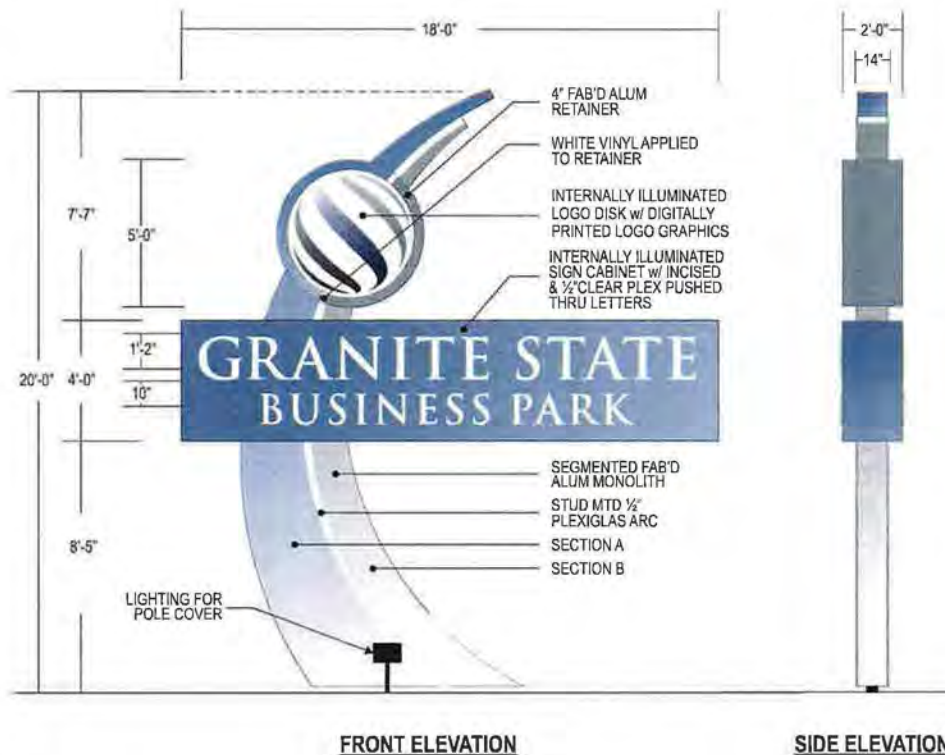 18'-0"
2'-0"
14"
4" FAB'D ALUM
RETAINER
WHITE VINYL APPLIED
TO RETAINER
INTERNALLY ILLUMINATED
LOGO DISK w/ DIGITALLY
PRINTED LOGO GRAPHICS
INTERNALLY ILLUMINATED
SIGN CABINET w/ INCISED
& ½"CLEAR PLEX PUSHED
THRU LETTERS
7'-7"
5'-0"
20'-0"
4'-0"
1'-2"
10"
GRANITE STATE
BUSINESS PARK
8'-5"
SEGMENTED FAB'D
ALUM MONOLITH
STUD MTD ½"
PLEXIGLAS ARC
SECTION A
SECTION B
LIGHTING FOR
POLE COVER
FRONT ELEVATION
SIDE ELEVATION